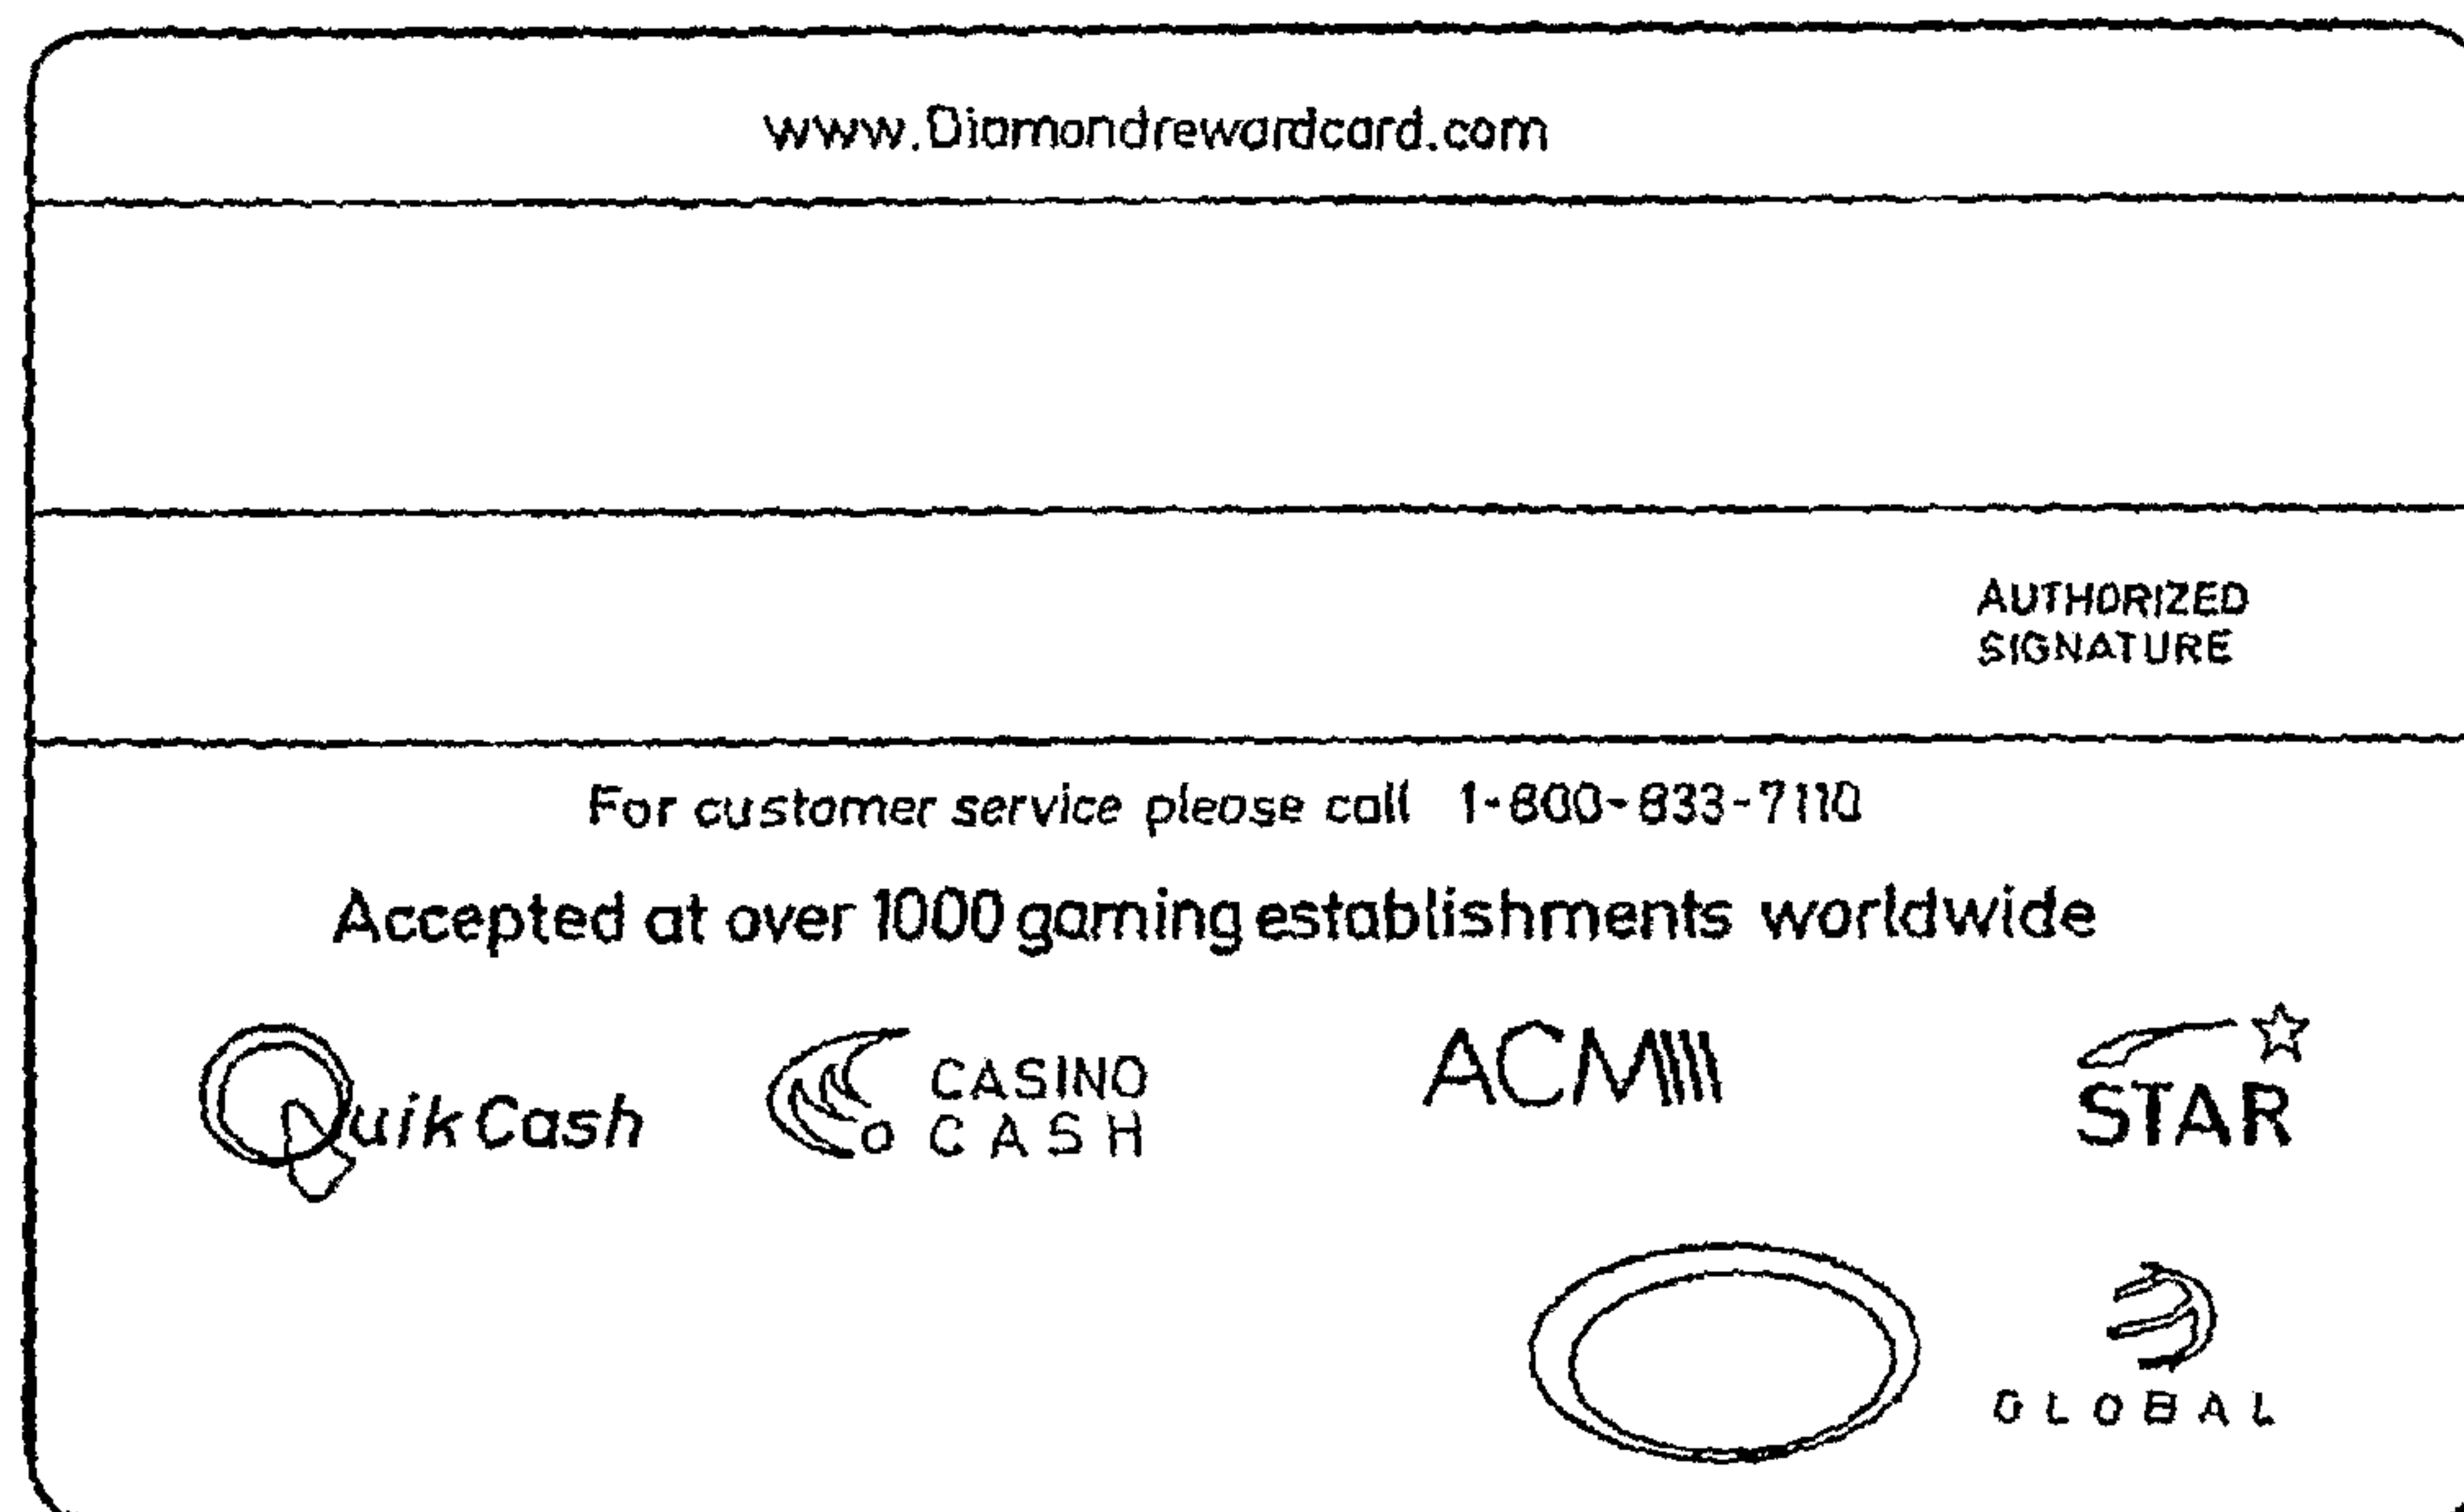 www.Diamondrewardcard.com
AUTHORIZED
SIGNATURE
For customer service please call 1-800-833-7110
Accepted at over 1000 gaming establishments worldwide
QuikCash
CASINO
CASH
ACM
STAR
GLOBAL